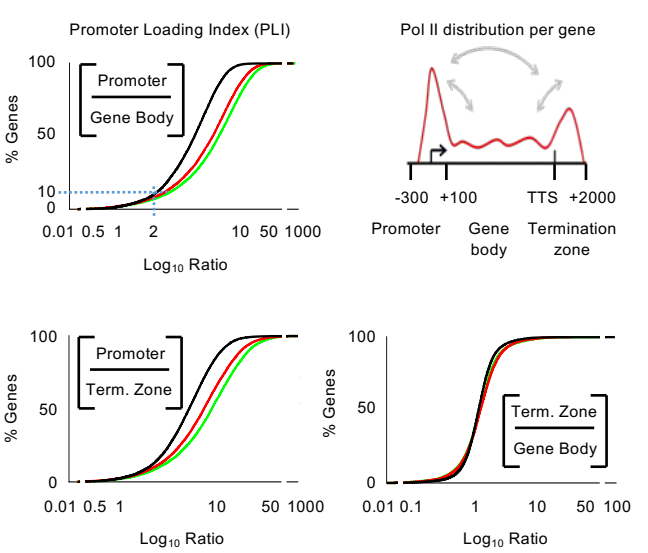 Promoter Loading Index (PLI)
100
50
10
0
% Genes
Promoter
Gene Body
0.01 0.5 1 2 10 50 1000
Log10 Ratio
Pol II distribution per gene
-300 +100 TTS +2000
Promoter Gene body Termination zone
100
50
0
% Genes
Promoter
Term. Zone
0.01 0.5 1 10 50 1000
Log10 Ratio
100
50
0
% Genes
Term. Zone
Gene Body
0.01 0.1 1 10 50 100
Log10 Ratio